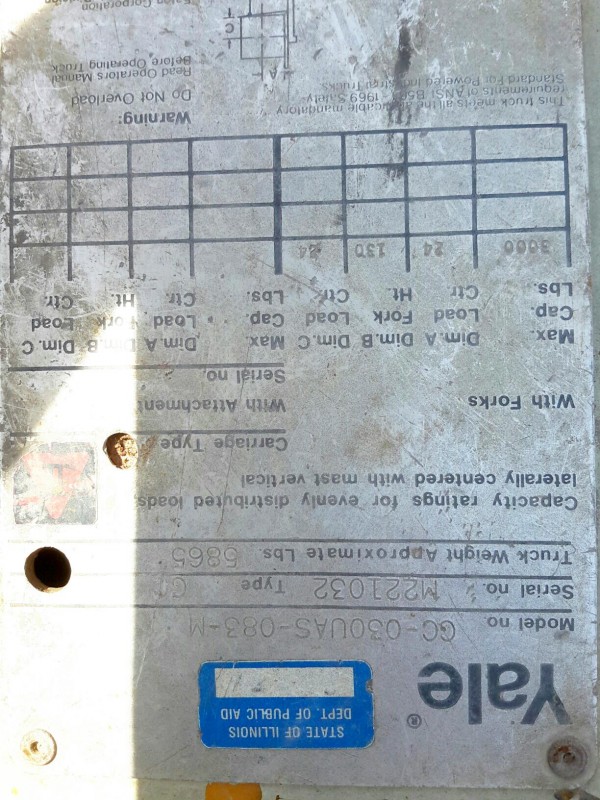 STATE OF ILLINOIS
DEPT. OF PUBLIC AID
Yale®
Model no. GC-030UAS-083-M
Serial no. M221032 Type
Truck Weight Approximate Lbs. 5865
Capacity ratings for evenly distributed loads,
laterally centered with mast vertical
Carriage Type
With Forks With Attachment
Serial no.
Max. Dim. A Dim. B Dim. C Max. Dim. A Dim. B Dim. C
Cap. Load Fork Load Cap. Load Fork Load
Lbs. Ctr. Ht. Ctr. Lbs. Ctr. Ht. Ctr.
3000 24 130 24
This truck meets all the applicable mandatory
requirements of ANSI 1969 Safety
Standard For Powered Industrial Trucks
Warning:
Do Not Overload
Read Operators Manual
Before Operating Truck
A
I
C
T
Corporation